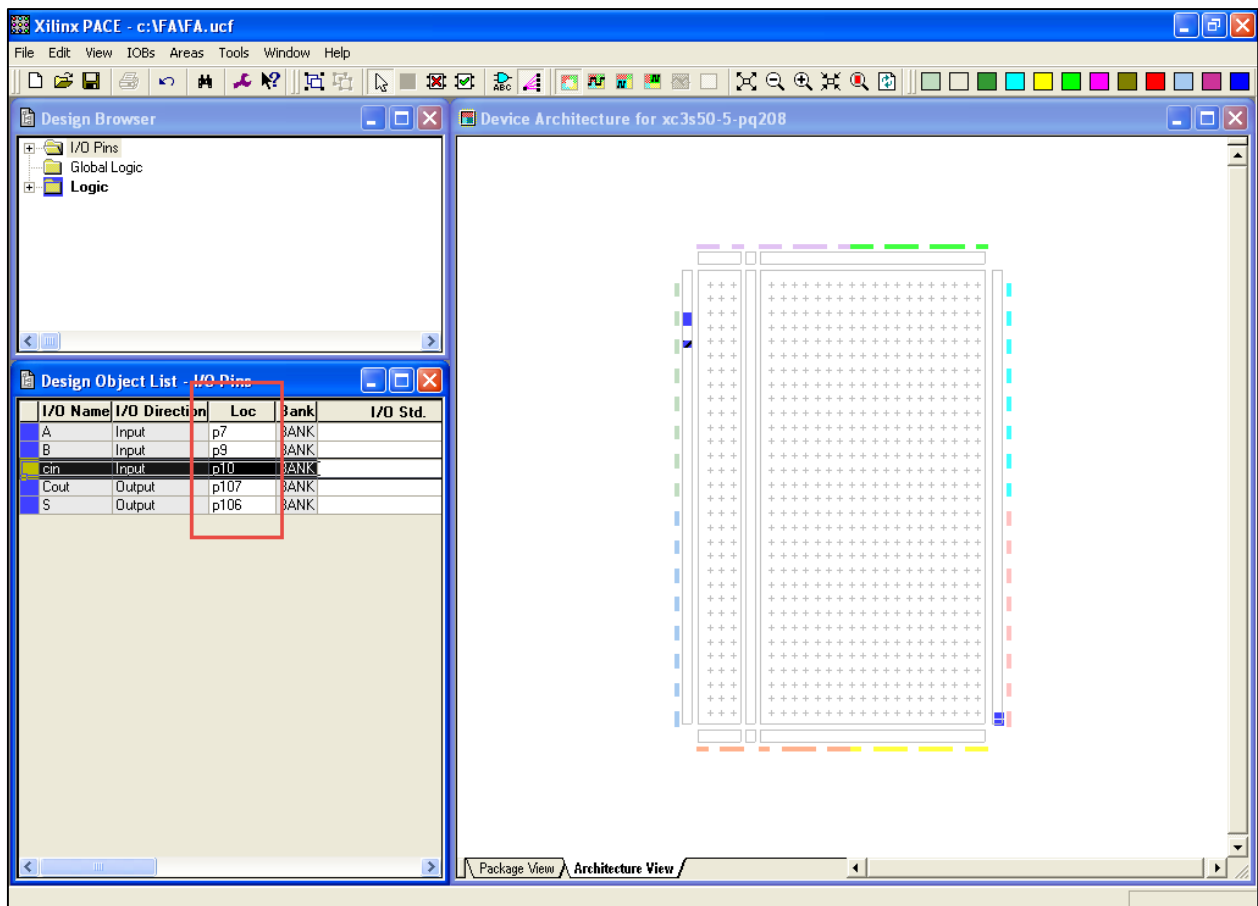 Xilinx PACE - c:\FA\FA.ucf
File Edit View IOBs Areas Tools Window Help
ABC
Design Browser
I/O Pins
Global Logic
Logic
Design Object List - I/O Pins
I/O Name I/O Direction Loc Bank I/O Std.
A Input p7 BANK
B Input p9 BANK
cin Input p10 BANK
Cout Output p107 BANK
S Output p106 BANK
Device Architecture for xc3s50-5-pq208
Package View Architecture View